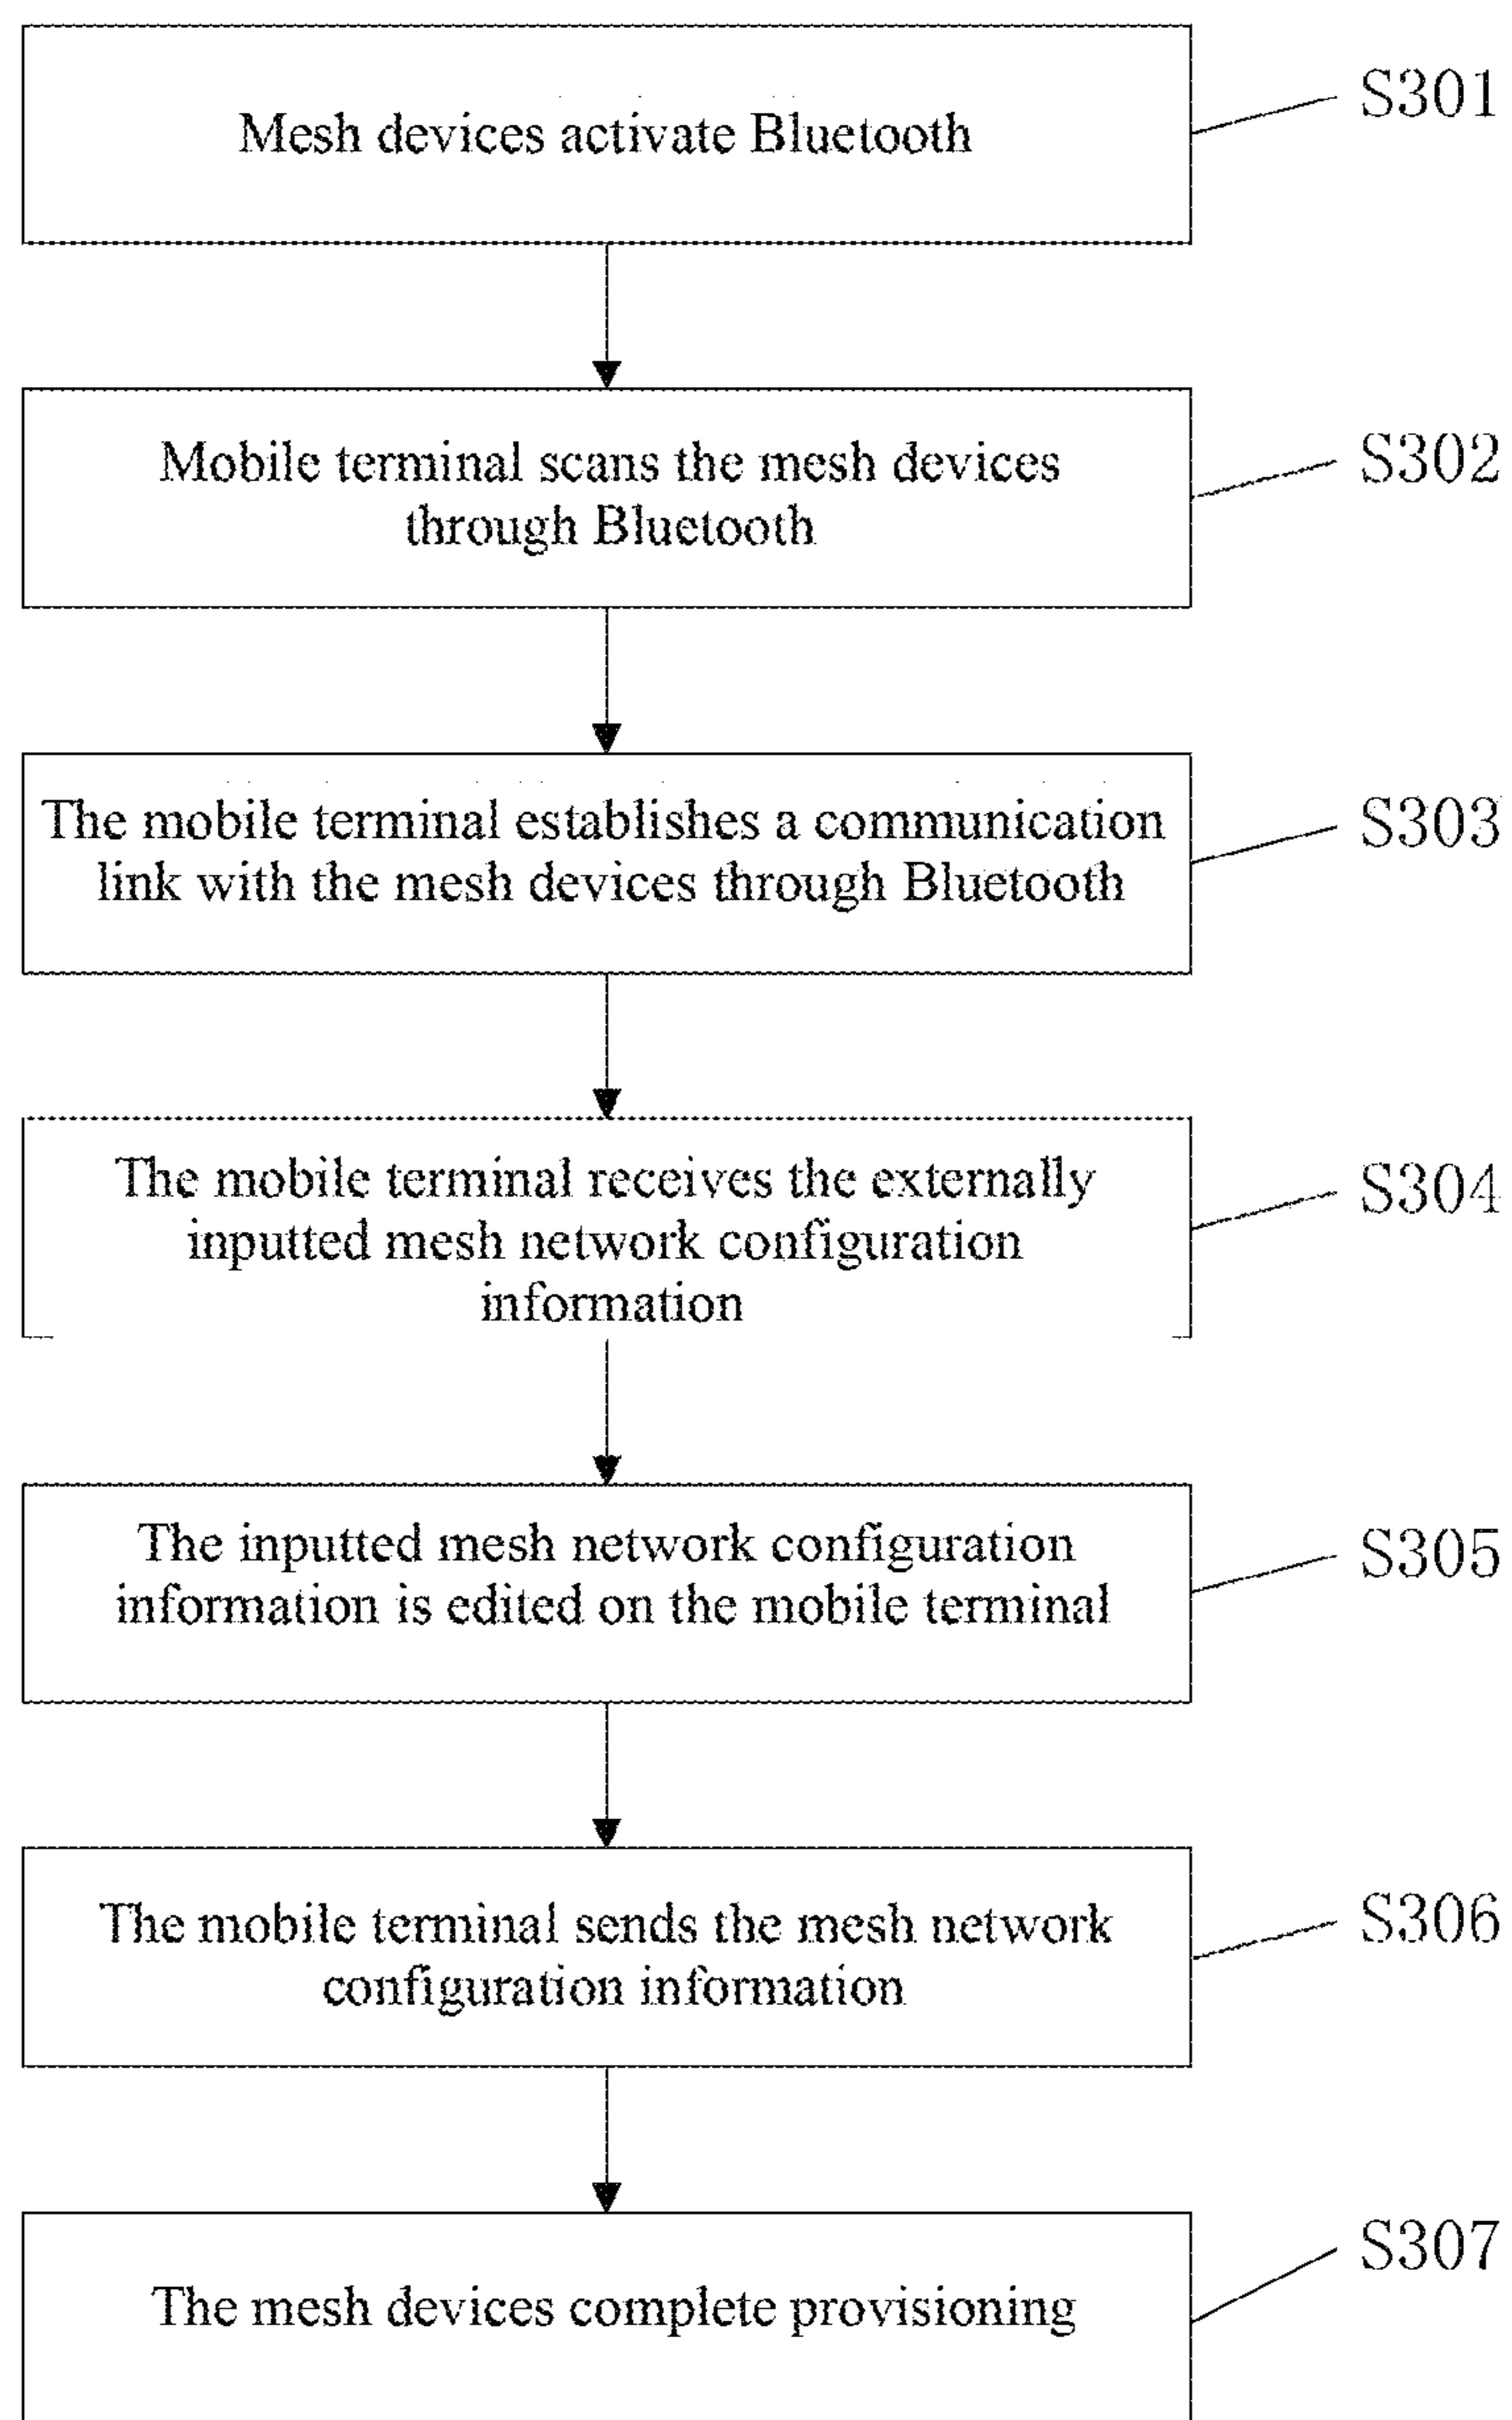 Mesh devices activate Bluetooth
S301
Mobile terminal scans the mesh devices
through Bluetooth
S302
The mobile terminal establishes a communication
link with the mesh devices through Bluetooth
S303
The mobile terminal receives the externally
inputted mesh network configuration
information
S304
The inputted mesh network configuration
information is edited on the mobile terminal
S305
The mobile terminal sends the mesh network
configuration information
S306
The mesh devices complete provisioning
S307